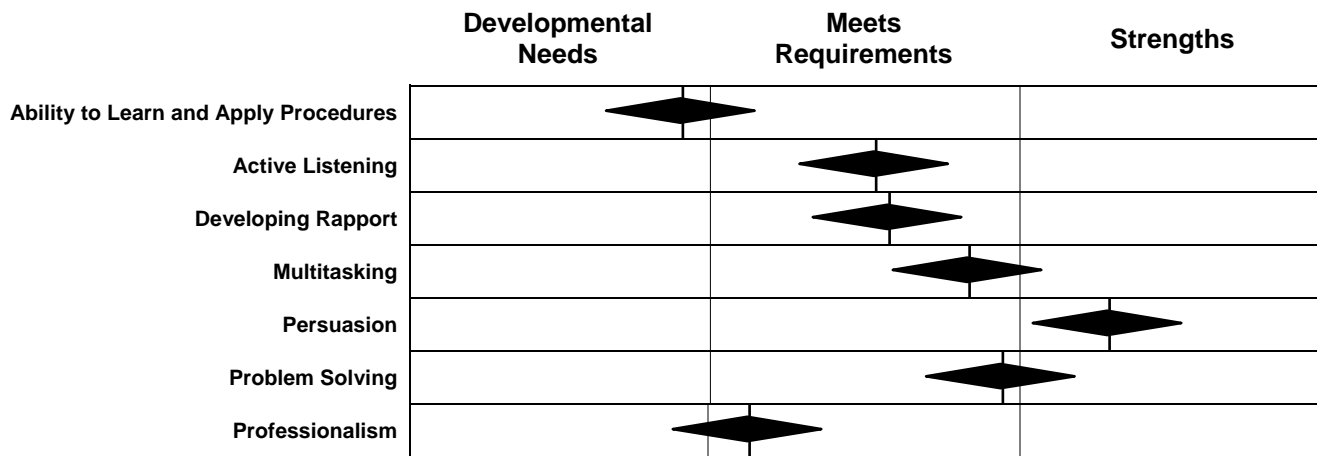 Developmental
Needs
Meets
Requirements
Strengths
Ability to Learn and Apply Procedures
Active Listening
Developing Rapport
Multitasking
Persuasion
Problem Solving
Professionalism